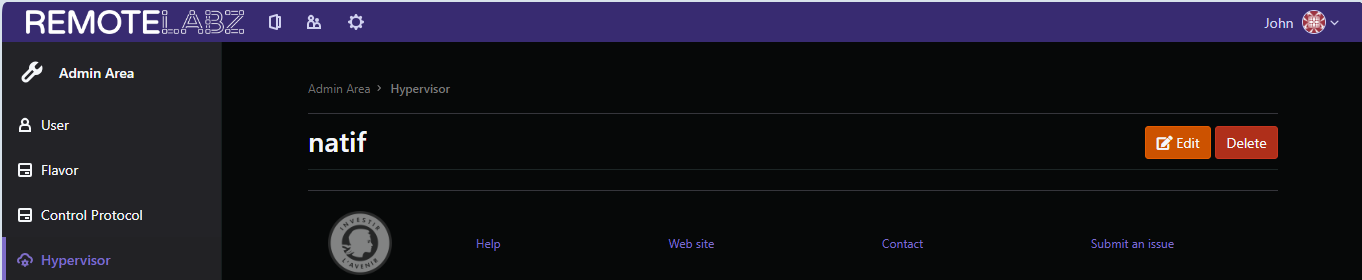 REMOTELABZ
John
Admin Area
User
Flavor
Control Protocol
Hypervisor
Admin Area > Hypervisor
natif
Edit
Delete
INVESTIR
L'AVENIR
Help
Web site
Contact
Submit an issue